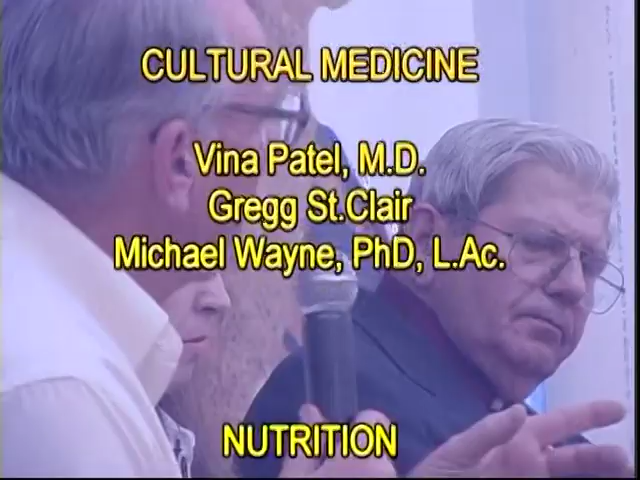 CULTURAL MEDICINE
Vina Patel, M.D.
Gregg St.Clair
Michael Wayne, PhD, L.Ac.
NUTRITION